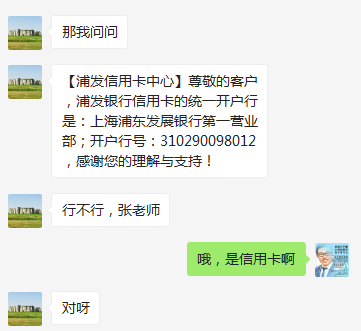 那我问问
【浦发信用卡中心】尊敬的客户
，浦发银行信用卡的统一开户行
是：上海浦东发展银行第一营业
部；开户行号：310290098012
，感谢您的理解与支持！
行不行，张老师
哦，是信用卡啊
对呀